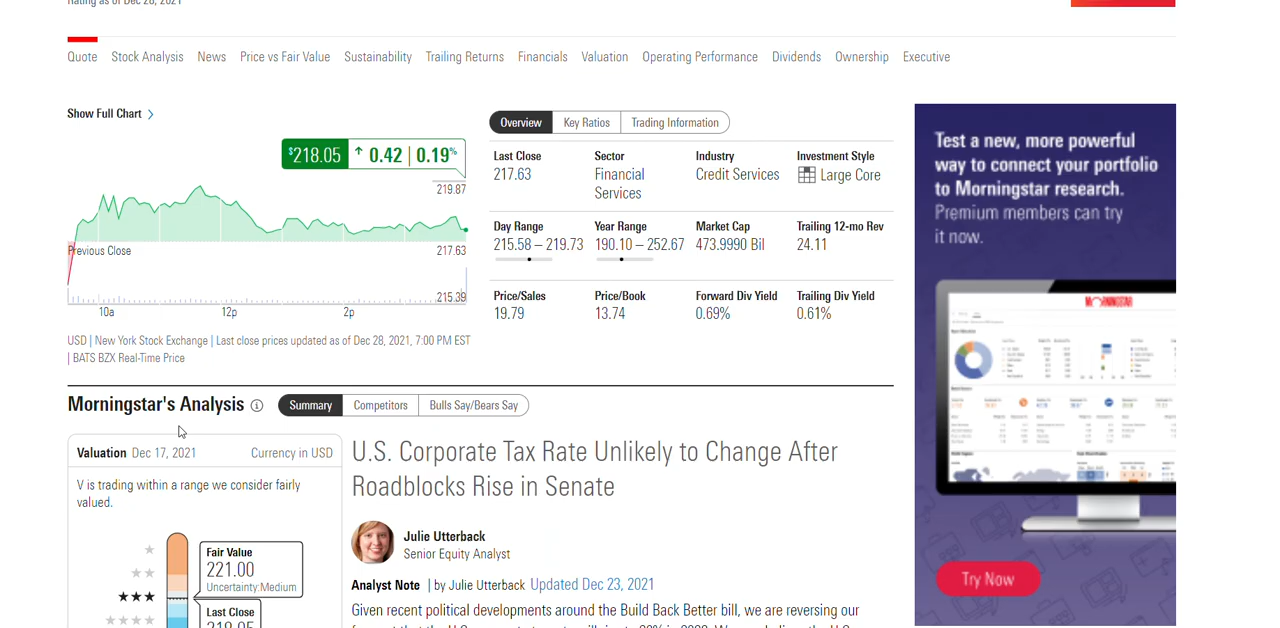 Rating as of Dec 28, 2021
Quote Stock Analysis News Price vs Fair Value Sustainability Trailing Returns Financials Valuation Operating Performance Dividends Ownership Executive
Show Full Chart
$218.05 ↑ 0.42 | 0.19%
219.87
Previous Close 217.63
215.39
10a 12p 2p
USD | New York Stock Exchange | Last close prices updated as of Dec 28, 2021, 7:00 PM EST
| BATS BZX Real-Time Price
Overview Key Ratios Trading Information
Last Close Sector Industry Investment Style
217.63 Financial Services Credit Services Large Core
Day Range Year Range Market Cap Trailing 12-mo Rev
215.58 – 219.73 190.10 – 252.67 473.9990 Bil 24.11
Price/Sales Price/Book Forward Div Yield Trailing Div Yield
19.79 13.74 0.69% 0.61%
Test a new, more powerful
way to connect your portfolio
to Morningstar research.
Premium members can try
it now.
MORNINGSTAR
Try Now
Morningstar's Analysis Summary Competitors Bulls Say/Bears Say
Valuation Dec 17, 2021 Currency in USD
V is trading within a range we consider fairly
valued.
Fair Value
221.00
Uncertainty:Medium
Last Close
218.05
U.S. Corporate Tax Rate Unlikely to Change After
Roadblocks Rise in Senate
Julie Utterback
Senior Equity Analyst
Analyst Note | by Julie Utterback Updated Dec 23, 2021
Given recent political developments around the Build Back Better bill, we are reversing our